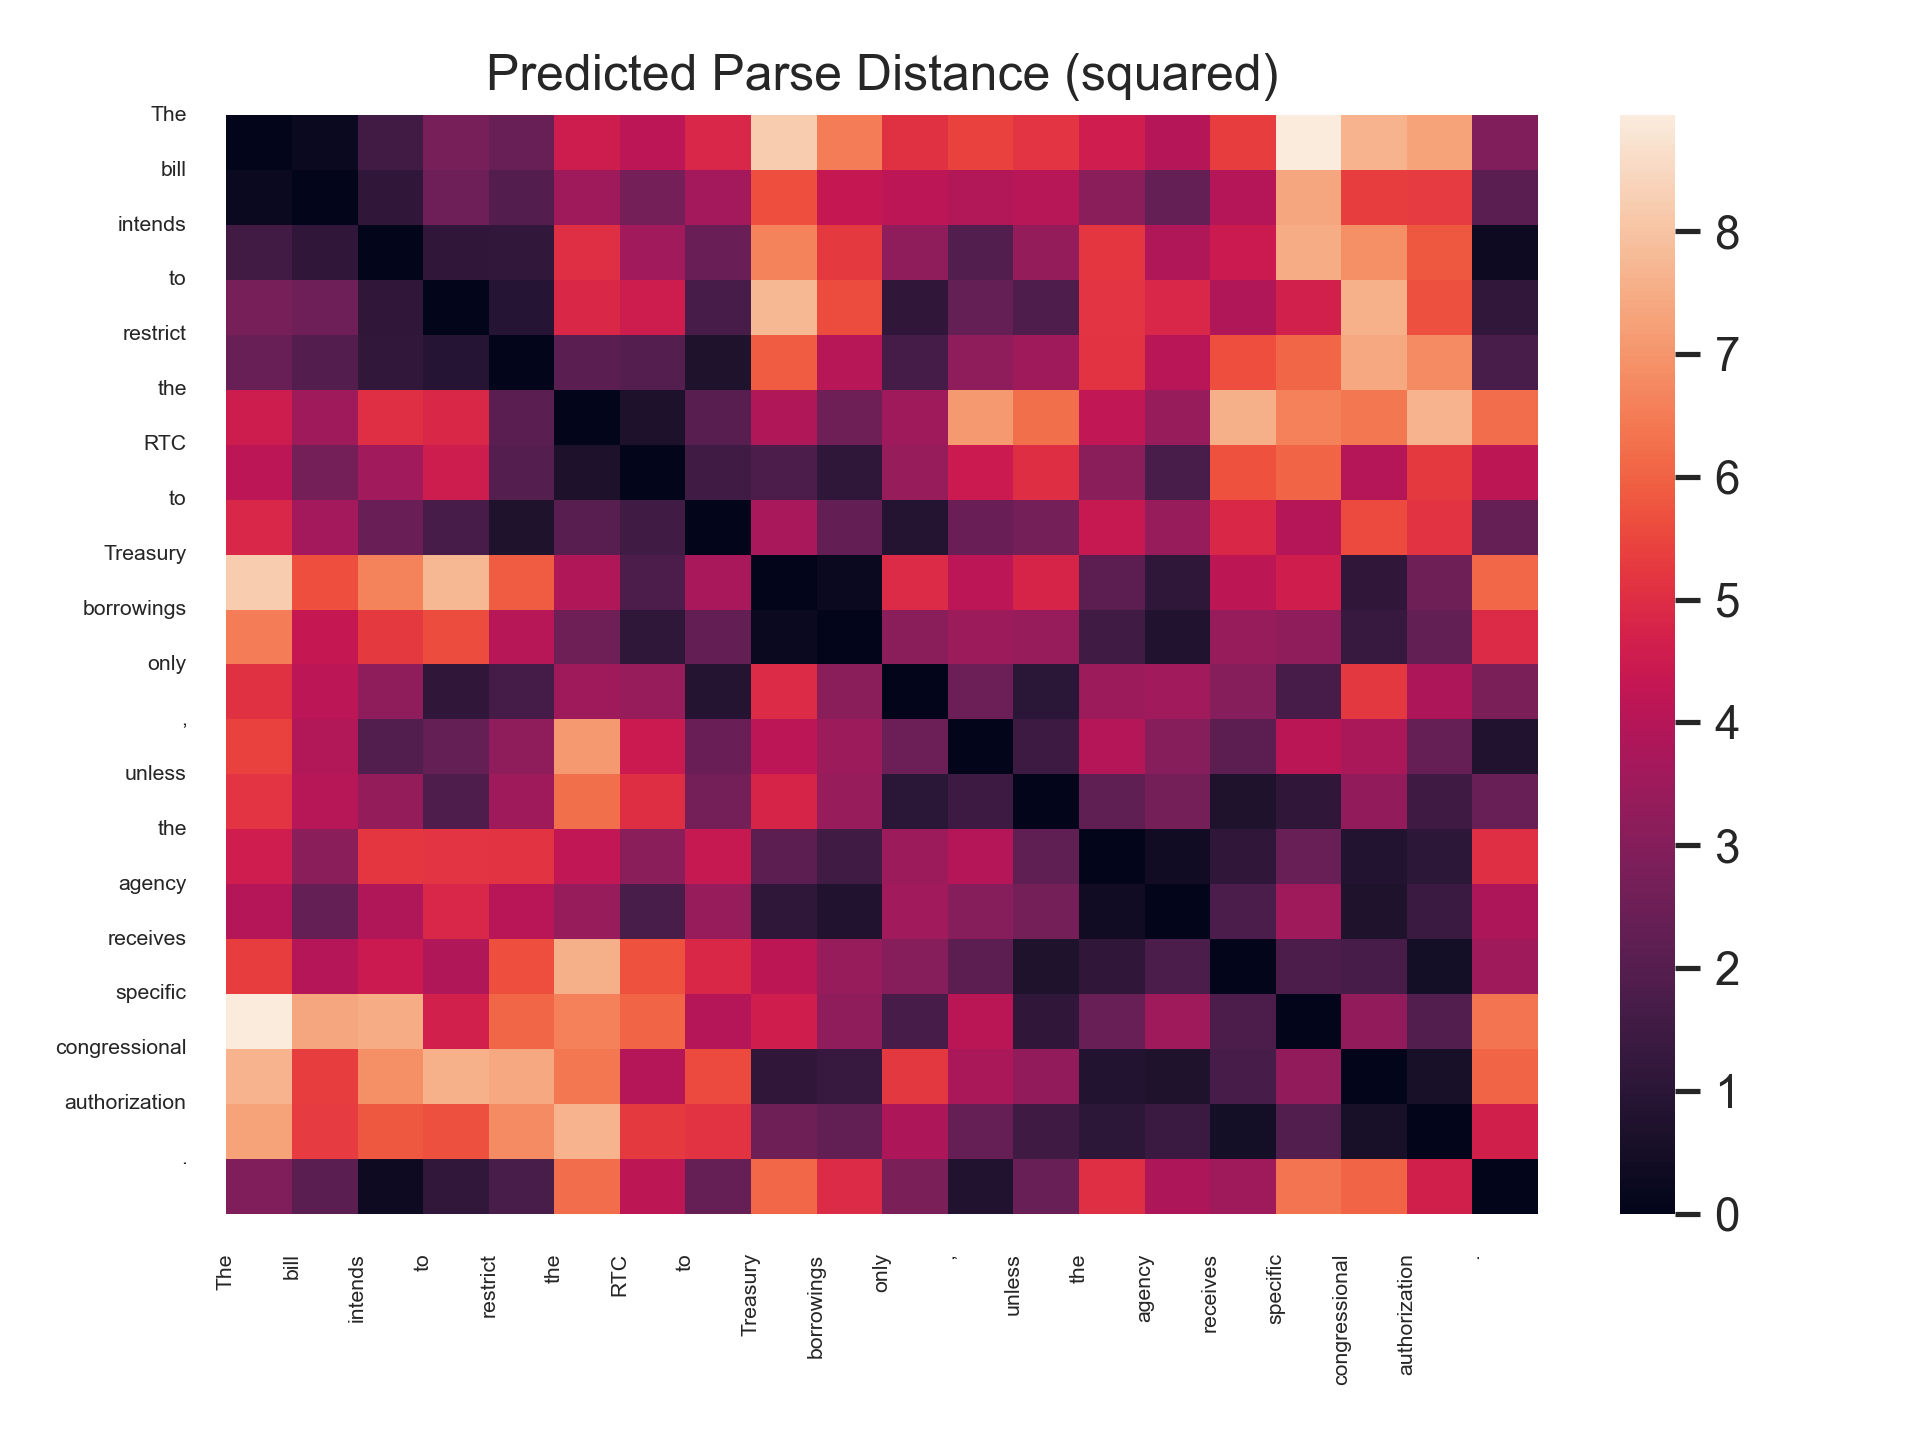 Predicted Parse Distance (squared)
The
bill
intends
to
restrict
the
RTC
to
Treasury
borrowings
only
,
unless
the
agency
receives
specific
congressional
authorization
.
8
7
6
5
4
3
2
1
0
The
bill
intends
to
restrict
the
RTC
to
Treasury
borrowings
only
,
unless
the
agency
receives
specific
congressional
authorization
.